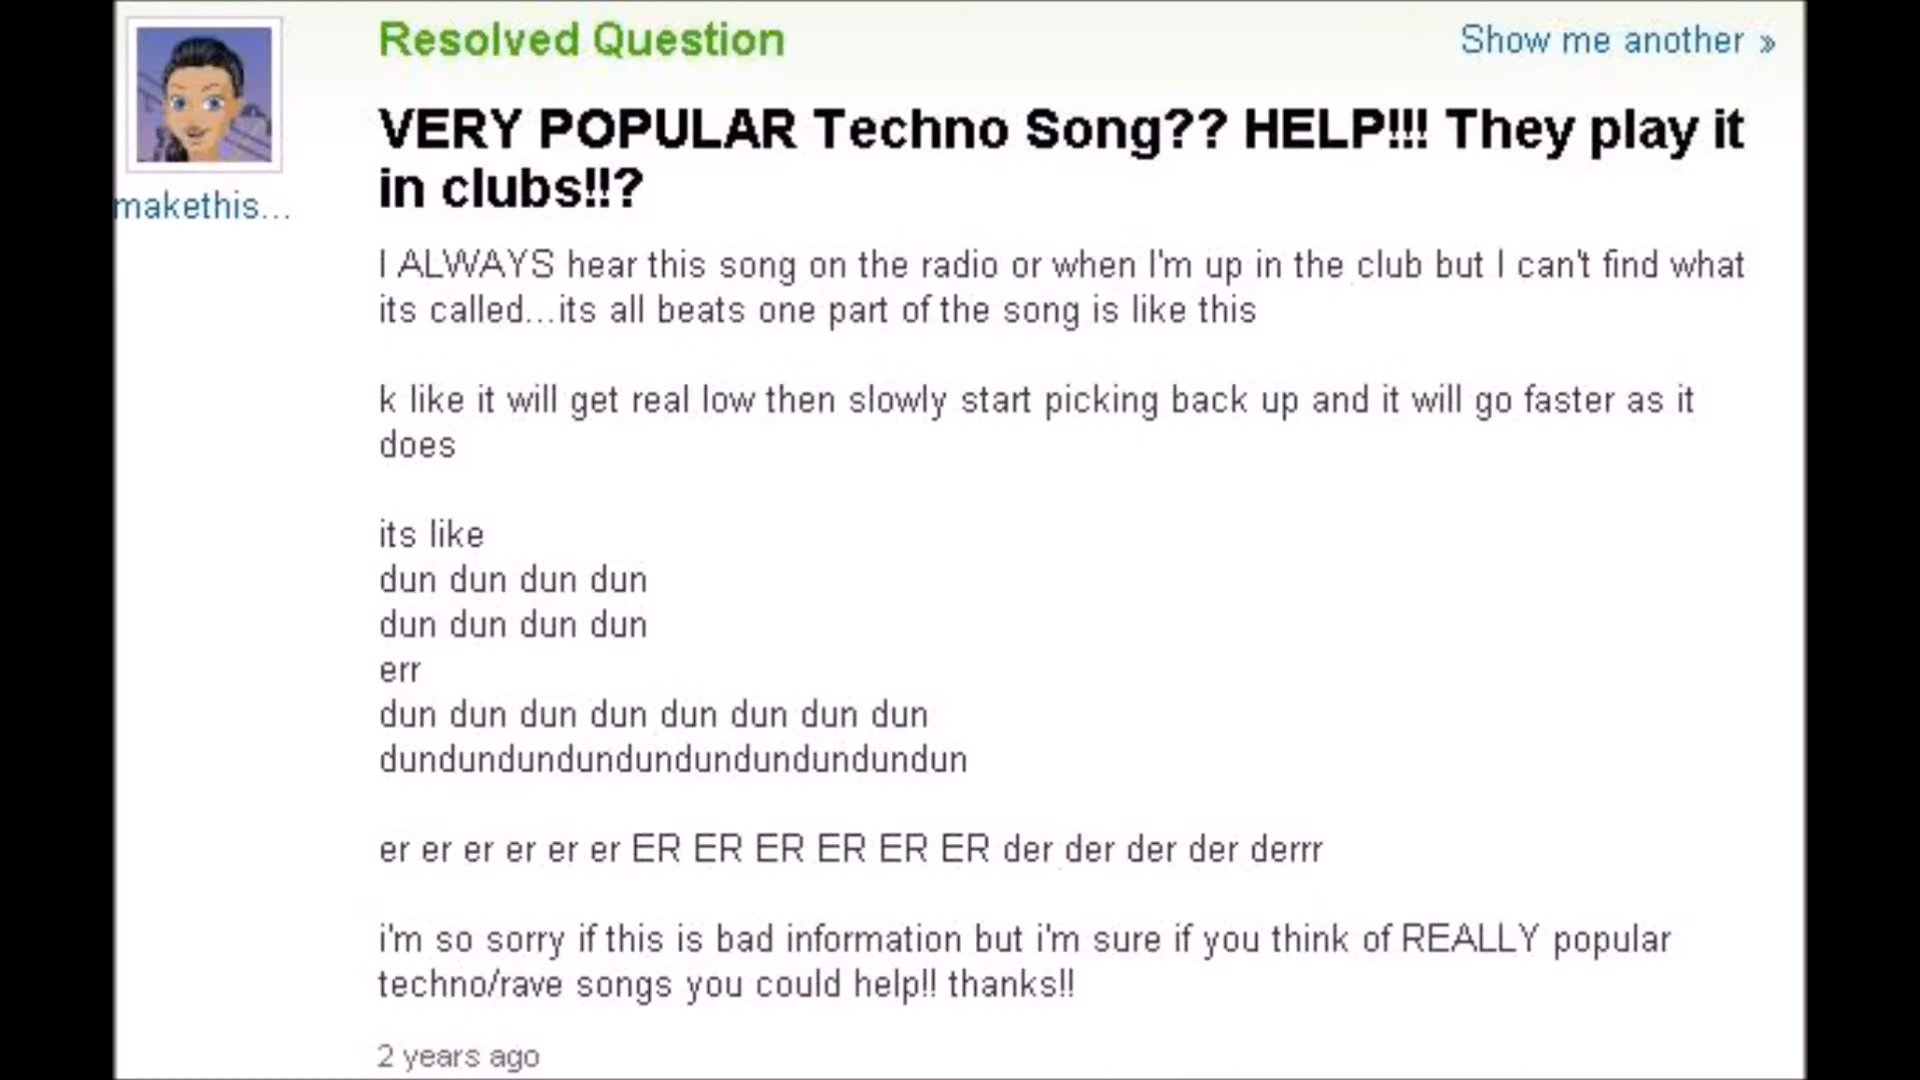 Resolved Question
Show me another »
VERY POPULAR Techno Song?? HELP!!! They play it
in clubs!!?
makethis...
I ALWAYS hear this song on the radio or when I'm up in the club but I can't find what
its called...its all beats one part of the song is like this
k like it will get real low then slowly start picking back up and it will go faster as it
does
its like
dun dun dun dun
dun dun dun dun
err
dun dun dun dun dun dun dun dun
dundundundundundundundundundun
er er er er er er ER ER ER ER ER ER der der der der derrr
i'm so sorry if this is bad information but i'm sure if you think of REALLY popular
techno/rave songs you could help!! thanks!!
2 years ago